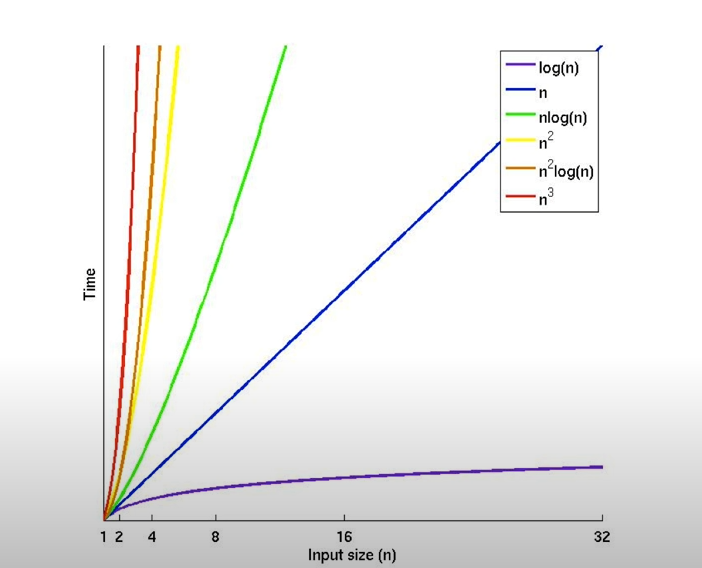 log(n)
n
nlog(n)
n²
n²log(n)
n³
Time
1 2 4 8 16 32
Input size (n)